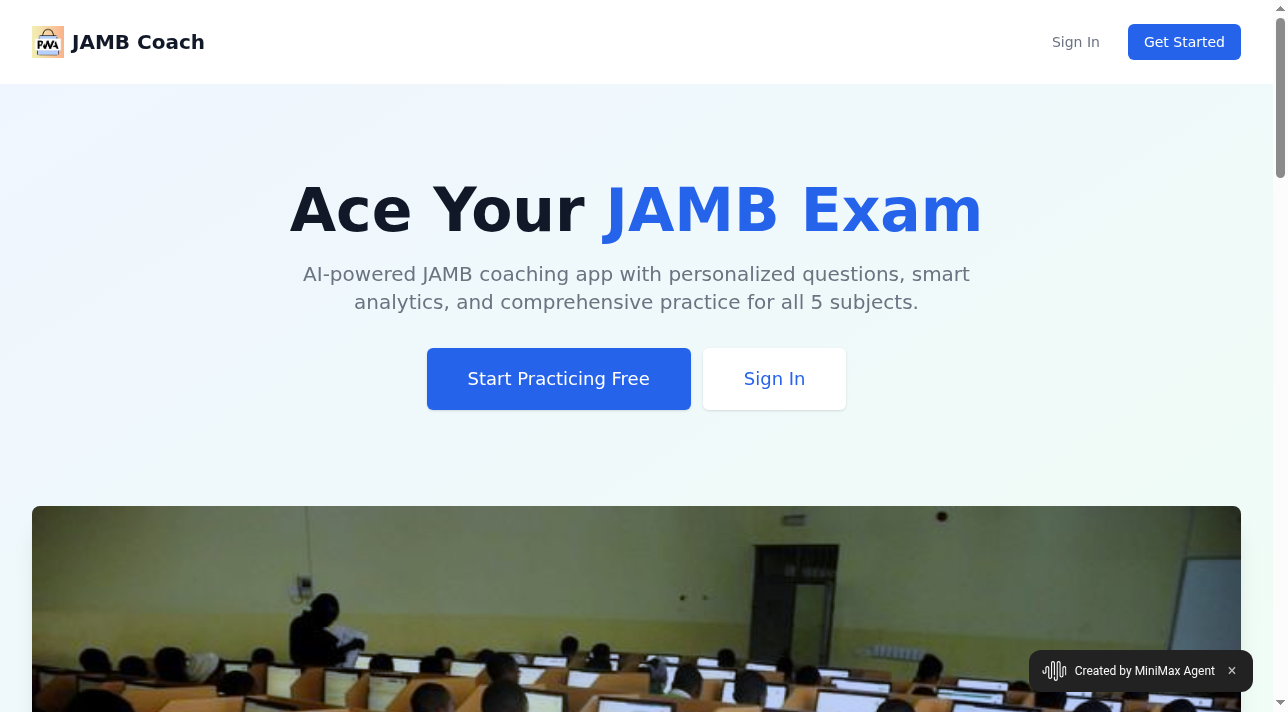 PWA
JAMB Coach
Sign In
Get Started
Ace Your JAMB Exam
AI-powered JAMB coaching app with personalized questions, smart
analytics, and comprehensive practice for all 5 subjects.
Start Practicing Free
Sign In
Created by MiniMax Agent